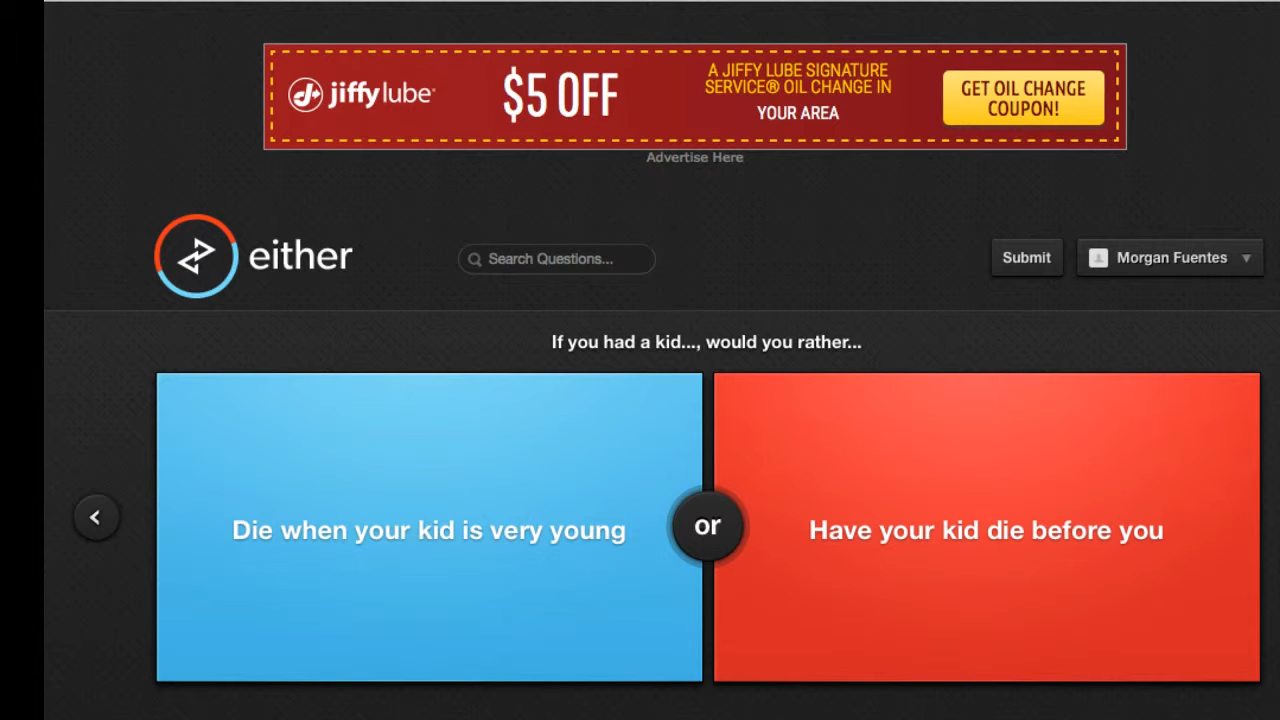 jiffy lube
$5 OFF
A JIFFY LUBE SIGNATURE
SERVICE® OIL CHANGE IN
YOUR AREA
GET OIL CHANGE
COUPON!
Advertise Here
either
Search Questions...
Submit
Morgan Fuentes
If you had a kid..., would you rather...
Die when your kid is very young
or
Have your kid die before you